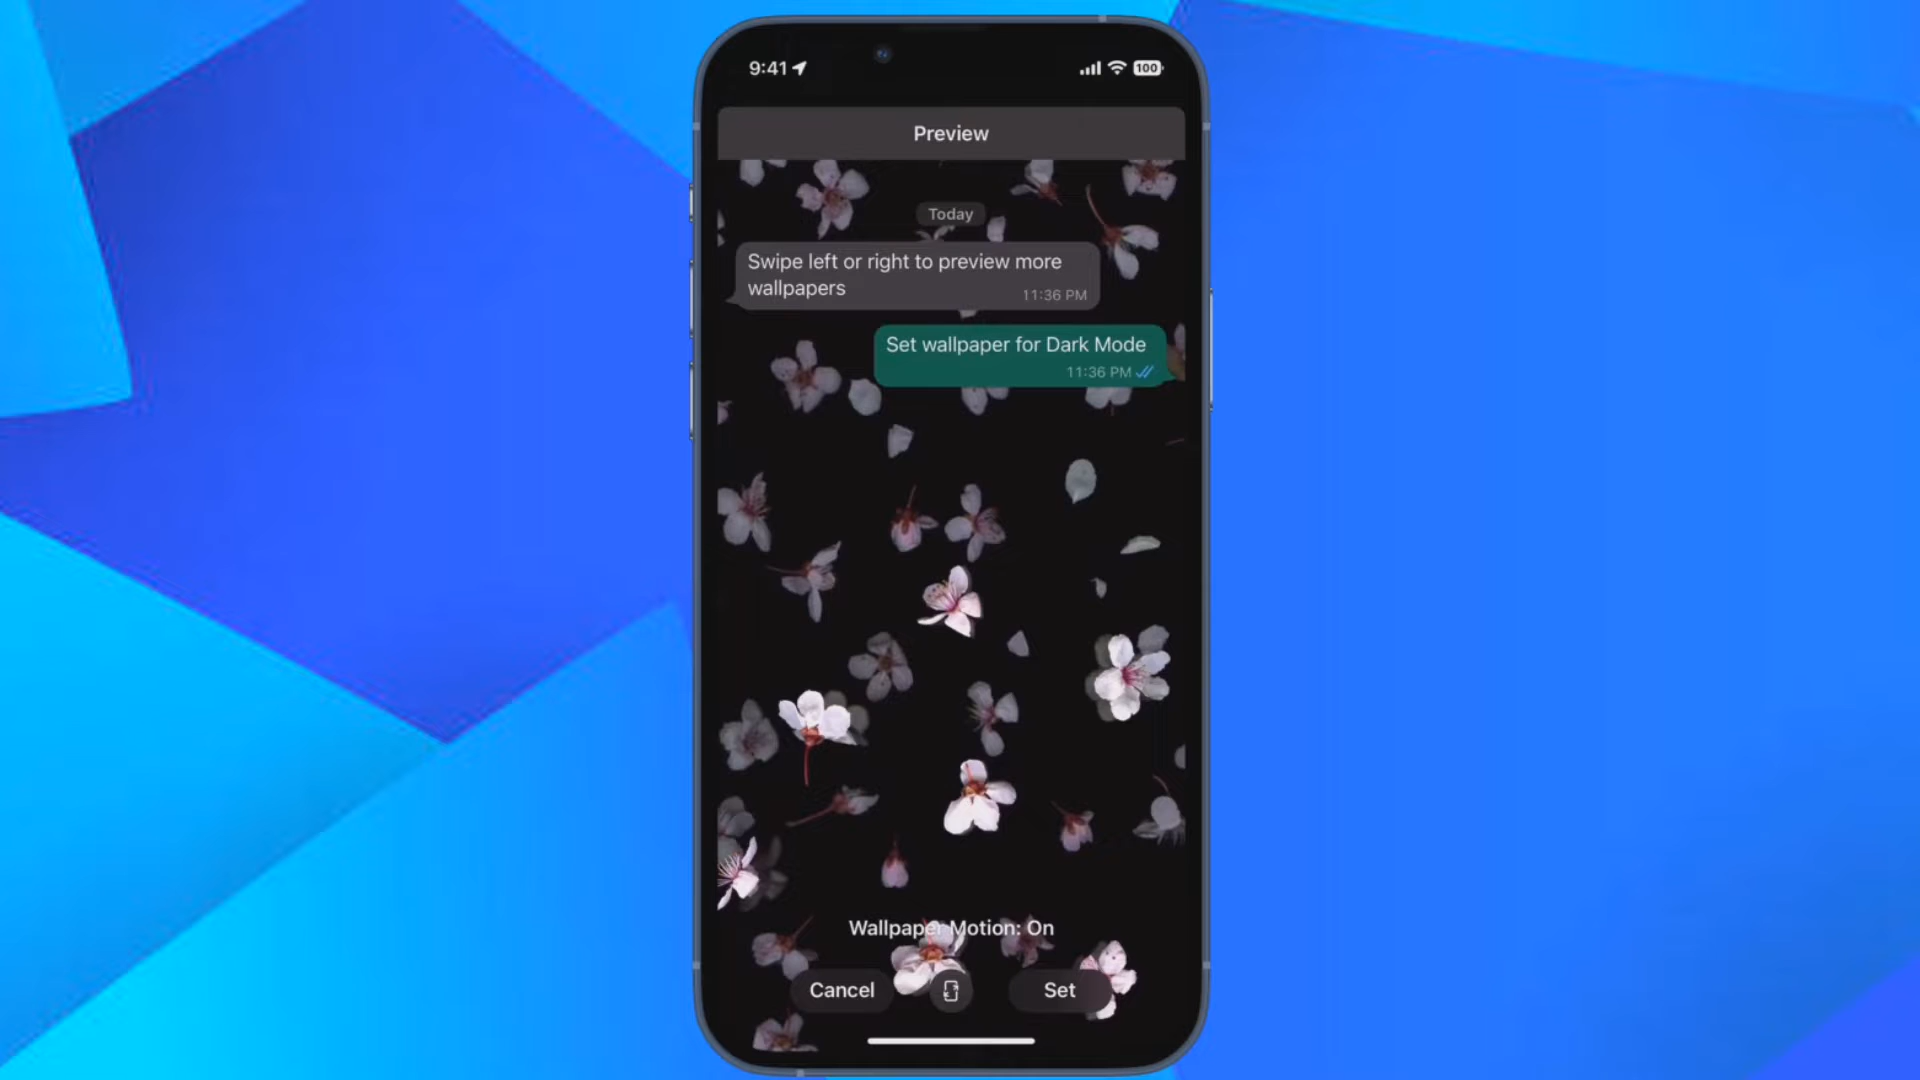 9:41
100
Preview
Today
Swipe left or right to preview more
wallpapers
11:36 PM
Set wallpaper for Dark Mode
11:36 PM
Wallpaper Motion: On
Cancel
Set